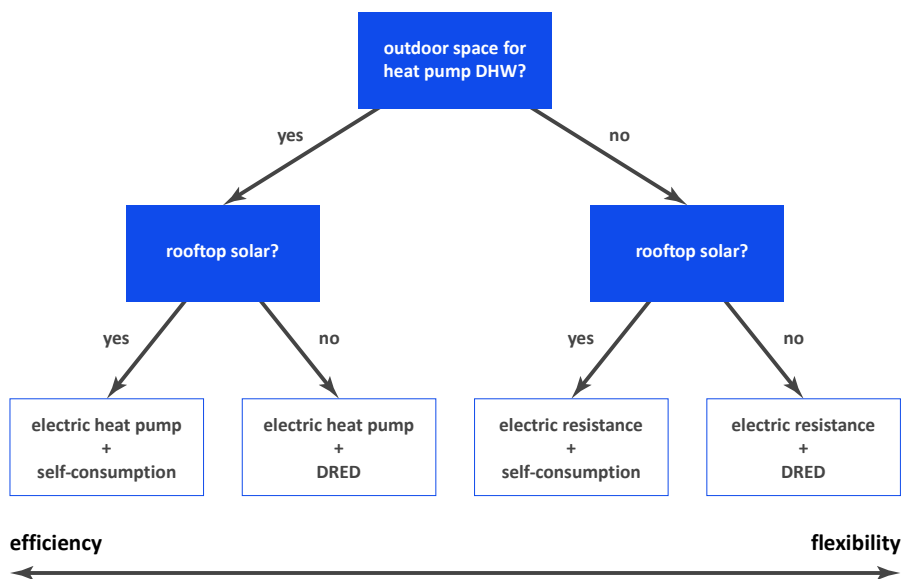 outdoor space for
heat pump DHW?
yes
no
rooftop solar?
rooftop solar?
yes
no
yes
no
electric heat pump
+
self-consumption
electric heat pump
+
DRED
electric resistance
+
self-consumption
electric resistance
+
DRED
efficiency
flexibility